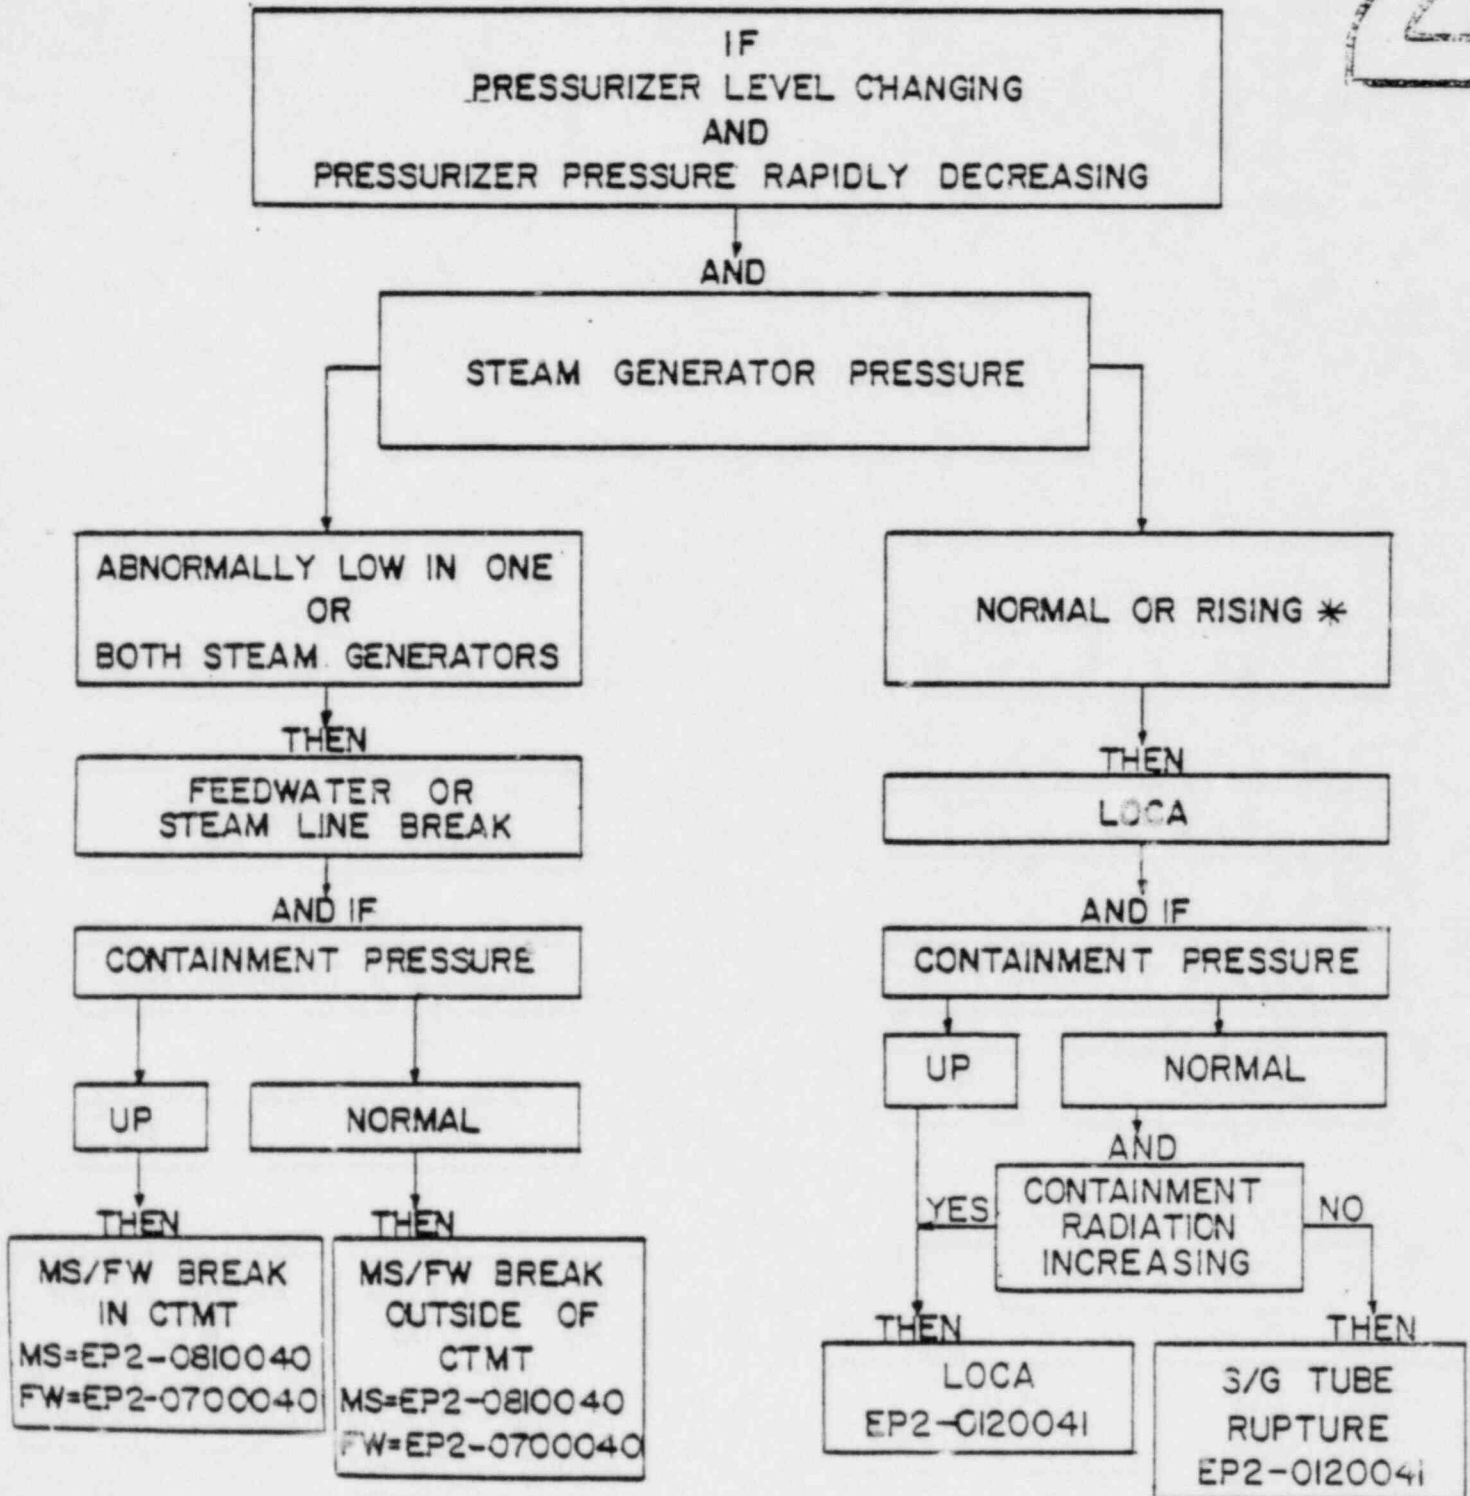 IF
PRESSURIZER LEVEL CHANGING
AND
PRESSURIZER PRESSURE RAPIDLY DECREASING
AND
STEAM GENERATOR PRESSURE
ABNORMALLY LOW IN ONE
OR
BOTH STEAM GENERATORS
THEN
FEEDWATER OR
STEAM LINE BREAK
AND IF
CONTAINMENT PRESSURE
UP
NORMAL
THEN
MS/FW BREAK
IN CTMT
MS=EP2-0810040
FW=EP2-0700040
THEN
MS/FW BREAK
OUTSIDE OF
CTMT
MS=EP2-0810040
FW=EP2-0700040
NORMAL OR RISING *
THEN
LOCA
AND IF
CONTAINMENT PRESSURE
UP
NORMAL
AND
CONTAINMENT
RADIATION
INCREASING
YES
NO
THEN
LOCA
EP2-0120041
THEN
S/G TUBE
RUPTURE
EP2-0120041